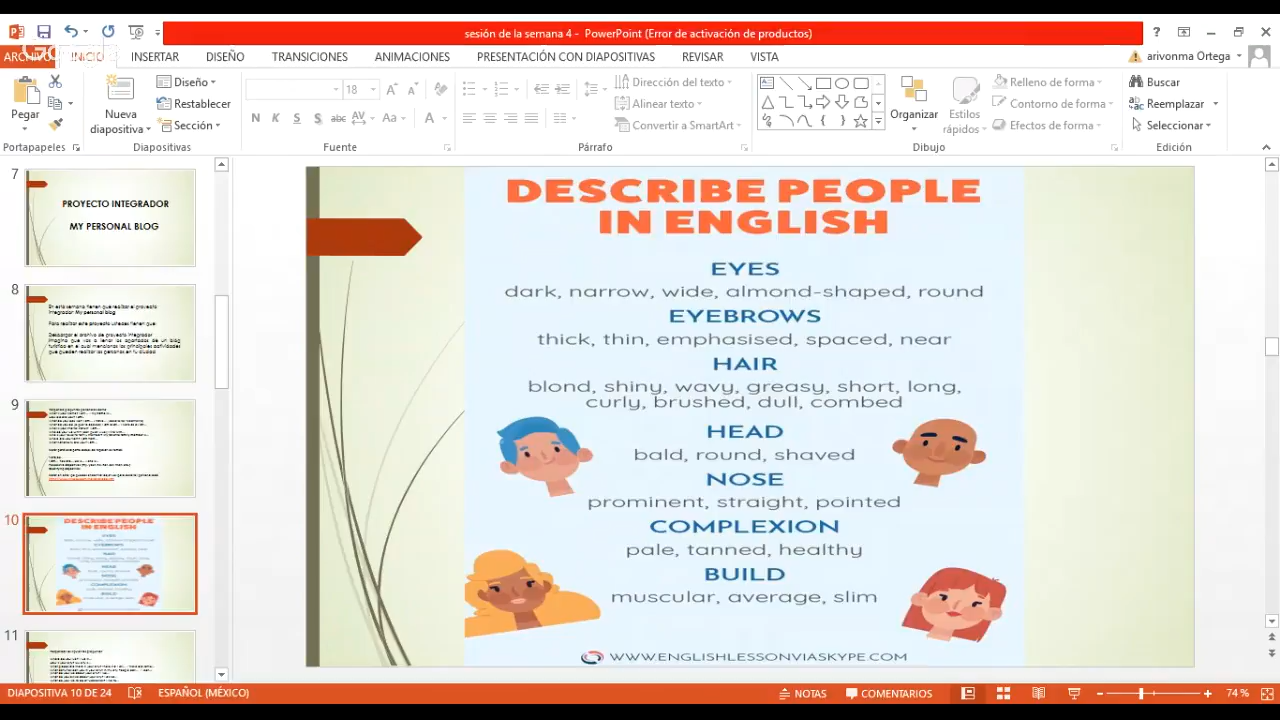 sesión de la semana 4 - PowerPoint (Error de activación de productos)
ARCHIVO INICIO INSERTAR DISEÑO TRANSICIONES ANIMACIONES PRESENTACIÓN CON DIAPOSITIVAS REVISAR VISTA arivonma Ortega
Pegar
Nueva
diapositiva
Diseño
Restablecer
Sección
18
N K S S abc AV Aa A
Dirección del texto
Alinear texto
Convertir a SmartArt
Organizar
Estilos
rápidos
Relleno de forma
Contorno de forma
Efectos de forma
Buscar
Reemplazar
Seleccionar
Portapapeles Diapositivas Fuente Párrafo Dibujo Edición
7
PROYECTO INTEGRADOR
MY PERSONAL BLOG
8
9
10
11
DESCRIBE PEOPLE
IN ENGLISH
EYES
dark, narrow, wide, almond-shaped, round
EYEBROWS
thick, thin, emphasised, spaced, near
HAIR
blond, shiny, wavy, greasy, short, long,
curly, brushed, dull, combed
HEAD
bald, round, shaved
NOSE
prominent, straight, pointed
COMPLEXION
pale, tanned, healthy
BUILD
muscular, average, slim
WWW.ENGLISHLESSONVIASKYPE.COM
DIAPOSITIVA 10 DE 24 ESPAÑOL (MÉXICO) NOTAS COMENTARIOS 74 %